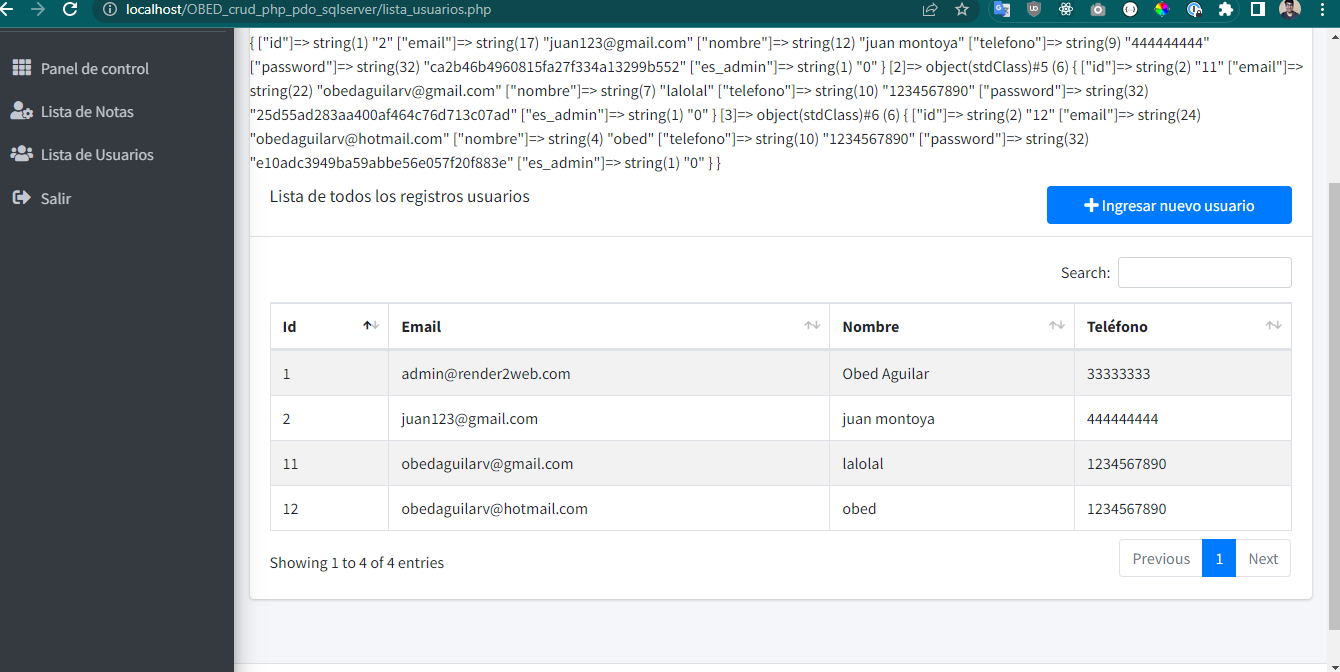 localhost/OBED_crud_php_pdo_sqlserver/lista_usuarios.php
Panel de control
Lista de Notas
Lista de Usuarios
Salir
{ ["id"]=> string(1) "2" ["email"]=> string(17) "juan123@gmail.com" ["nombre"]=> string(12) "juan montoya" ["telefono"]=> string(9) "444444444"
["password"]=> string(32) "ca2b46b4960815fa27f334a13299b552" ["es_admin"]=> string(1) "0" } [2]=> object(stdClass)#5 (6) { ["id"]=> string(2) "11" ["email"]=>
string(22) "obedaguilarv@gmail.com" ["nombre"]=> string(7) "lalolal" ["telefono"]=> string(10) "1234567890" ["password"]=> string(32)
"25d55ad283aa400af464c76d713c07ad" ["es_admin"]=> string(1) "0" } [3]=> object(stdClass)#6 (6) { ["id"]=> string(2) "12" ["email"]=> string(24)
"obedaguilarv@hotmail.com" ["nombre"]=> string(4) "obed" ["telefono"]=> string(10) "1234567890" ["password"]=> string(32)
"e10adc3949ba59abbe56e057f20f883e" ["es_admin"]=> string(1) "0" } }
Lista de todos los registros usuarios
Ingresar nuevo usuario
Search:
Id Email Nombre Teléfono
1 admin@render2web.com Obed Aguilar 33333333
2 juan123@gmail.com juan montoya 444444444
11 obedaguilarv@gmail.com lalolal 1234567890
12 obedaguilarv@hotmail.com obed 1234567890
Showing 1 to 4 of 4 entries
Previous 1 Next